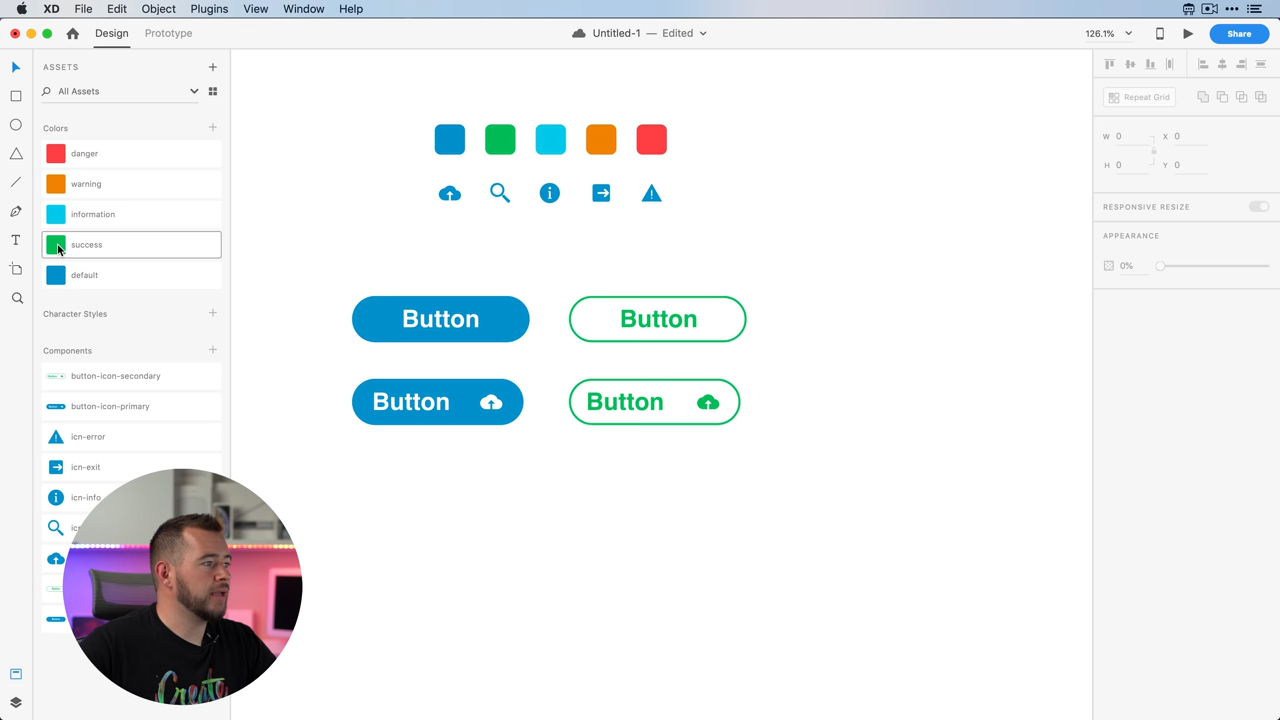 XD File Edit Object Plugins View Window Help
Design Prototype
Untitled-1 — Edited
126.1%
Share
ASSETS
All Assets
Colors
danger
warning
information
success
default
Character Styles
Components
button-icon-secondary
button-icon-primary
icn-error
icn-exit
icn-info
Button
Button
Button
Button
Repeat Grid
W 0 X 0
H 0 Y 0
RESPONSIVE RESIZE
APPEARANCE
0%
Create